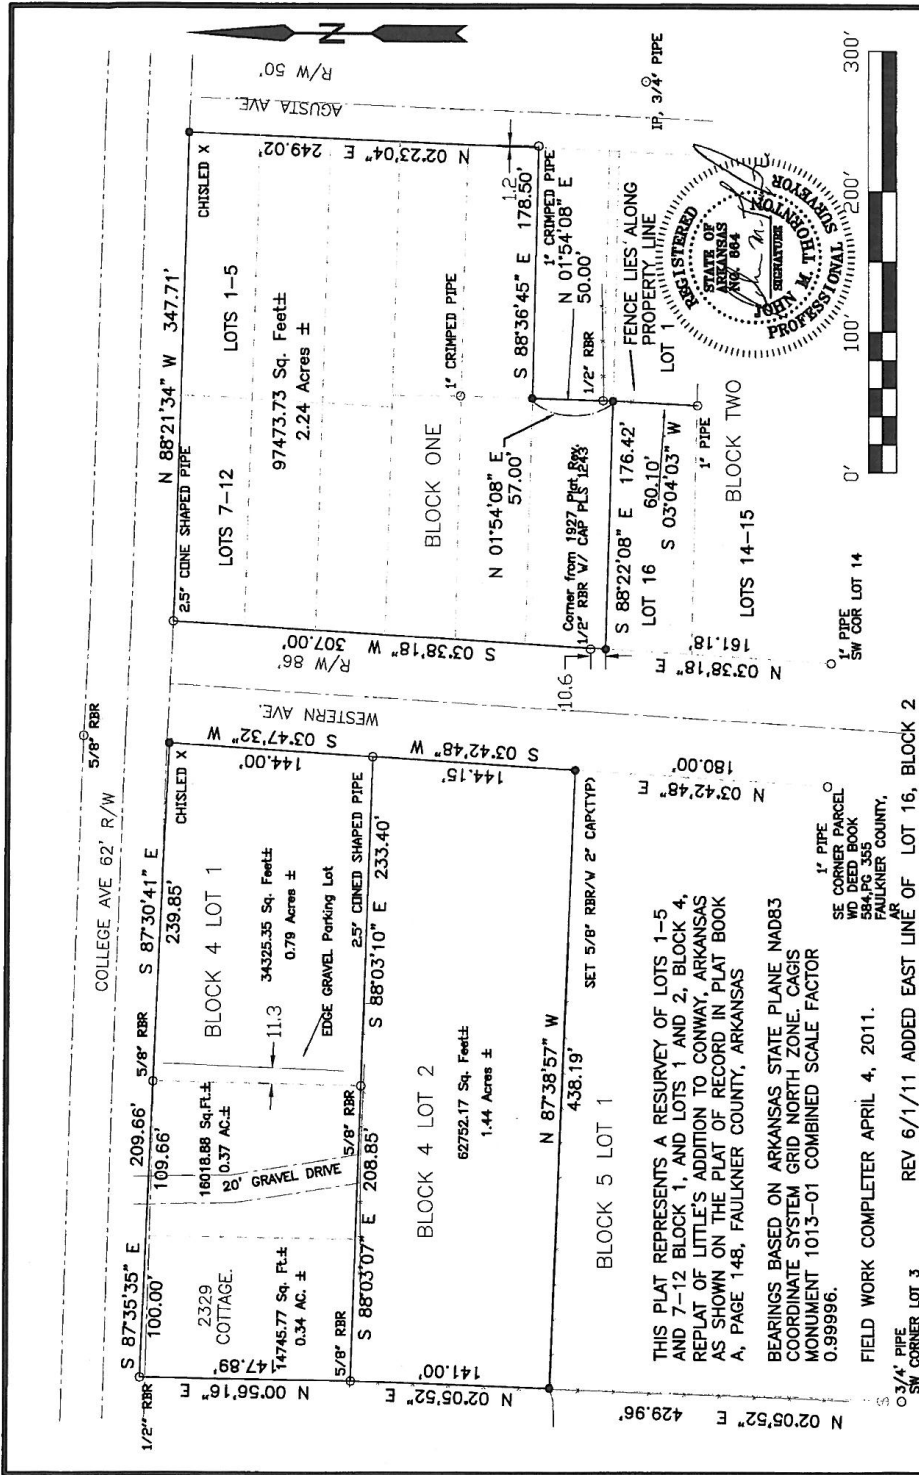 COLLEGE AVE 62' R/W
5/8" RBR
1/2" RBR
S 87°35'35" E 209.66'
100.00'
109.66'
5/8" RBR
S 87°30'41" E
239.85'
CHISLED X
2.5" CONE SHAPED PIPE
N 88°21'34" W 347.71'
CHISLED X
AGUSTA AVE.
R/W 50'
N
N 00°56'16" E
147.89'
2329
COTTAGE.
14745.77 Sq. Ft.±
0.34 AC. ±
16018.88 Sq.Ft.±
0.37 AC.±
20' GRAVEL DRIVE
BLOCK 4 LOT 1
11.3
34325.35 Sq. Feet±
0.79 Acres ±
EDGE GRAVEL Parking Lot
S 03°47'32" W
144.00'
WESTERN AVE.
R/W 86'
S 03°38'18" W
307.00'
LOTS 7-12
LOTS 1-5
97473.73 Sq. Feet±
2.24 Acres ±
BLOCK ONE
1" CRIMPED PIPE
N 02°23'04" E
249.02'
5/8" RBR
5/8" RBR
S 88°03'07" E 208.85'
2.5" CONED SHAPED PIPE
S 88°03'10" E 233.40'
N 02°05'52" E
141.00'
BLOCK 4 LOT 2
62752.17 Sq. Feet±
1.44 Acres ±
S 03°42'48" W
144.15'
N 87°38'57" W
438.19'
SET 5/8" RBR/W 2" CAP(TYP)
N 01°54'08" E
57.00'
S 88°36'45" E 178.50'
1.2
1" CRIMPED PIPE
N 01°54'08" E
50.00'
1/2" RBR
Corner from 1927 Plat Rev.
1/2" RBR W/ CAP PLS 1243
10.6
S 88°22'08" E 176.42'
LOT 16
60.10'
S 03°04'03" W
FENCE LIES ALONG
PROPERTY LINE
LOT 1
IP, 3/4" PIPE
1" PIPE
BLOCK TWO
LOTS 14-15
N 03°38'18" E
161.18'
1" PIPE
SW COR LOT 14
BLOCK 5 LOT 1
N 03°42'48" E
180.00'
1" PIPE
SE CORNER PARCEL
WD DEED BOOK
584,PG 355
FAULKNER COUNTY,
AR
N 02°05'52" E
429.96'
3/4" PIPE
SW CORNER LOT 3
THIS PLAT REPRESENTS A RESURVEY OF LOTS 1-5
AND 7-12 BLOCK 1, AND LOTS 1 AND 2, BLOCK 4,
REPLAT OF LITTLE'S ADDITION TO CONWAY, ARKANSAS
AS SHOWN ON THE PLAT OF RECORD IN PLAT BOOK
A, PAGE 148, FAULKNER COUNTY, ARKANSAS
BEARINGS BASED ON ARKANSAS STATE PLANE NAD83
COORDINATE SYSTEM GRID NORTH ZONE. CAGIS
MONUMENT 1013-01 COMBINED SCALE FACTOR
0.99996.
FIELD WORK COMPLETER APRIL 4, 2011.
REV 6/1/11 ADDED EAST LINE OF LOT 16, BLOCK 2
REGISTERED
STATE OF
ARKANSAS
NO. 864
SIGNATURE
JOHN M. THORNTON
PROFESSIONAL SURVEYOR
0' 100' 200' 300'